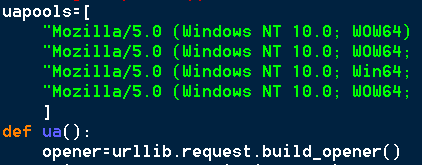 uapools=[
"Mozilla/5.0 (Windows NT 10.0; WOW64)
"Mozilla/5.0 (Windows NT 10.0; WOW64;
"Mozilla/5.0 (Windows NT 10.0; Win64;
"Mozilla/5.0 (Windows NT 10.0; WOW64;
]
def ua():
opener=urllib.request.build_opener()